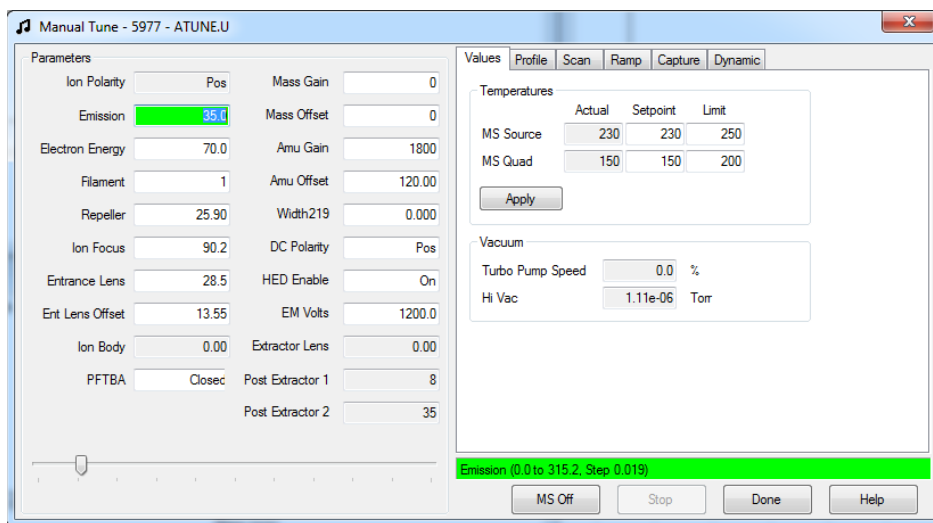 Manual Tune - 5977 - ATUNE.U
Parameters
Ion Polarity Pos Mass Gain 0
Emission 35.0 Mass Offset 0
Electron Energy 70.0 Amu Gain 1800
Filament 1 Amu Offset 120.00
Repeller 25.90 Width219 0.000
Ion Focus 90.2 DC Polarity Pos
Entrance Lens 28.5 HED Enable On
Ent Lens Offset 13.55 EM Volts 1200.0
Ion Body 0.00 Extractor Lens 0.00
PFTBA Closed Post Extractor 1 8
Post Extractor 2 35
Values Profile Scan Ramp Capture Dynamic
Temperatures
Actual Setpoint Limit
MS Source 230 230 250
MS Quad 150 150 200
Apply
Vacuum
Turbo Pump Speed 0.0 %
Hi Vac 1.11e-06 Torr
Emission (0.0 to 315.2, Step 0.019)
MS Off Stop Done Help